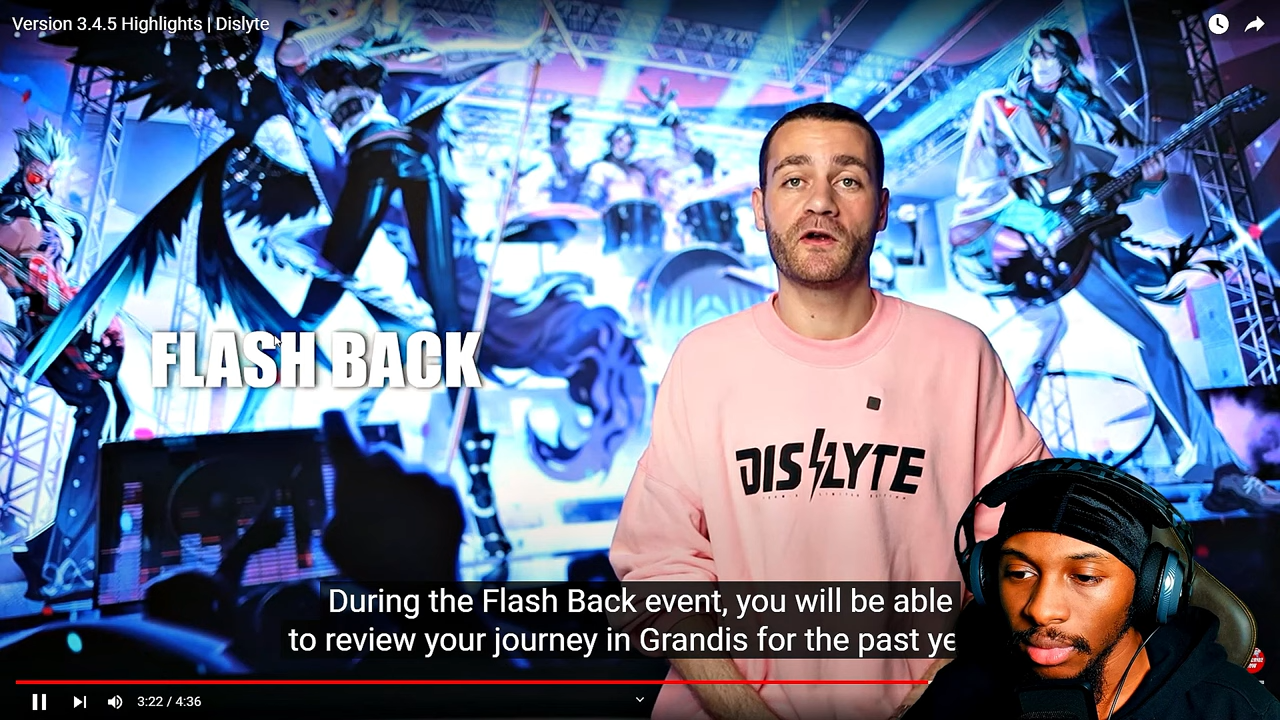 Version 3.4.5 Highlights | Dislyte
FLASH BACK
DISLYTE
During the Flash Back event, you will be able
to review your journey in Grandis for the past ye
3:22 / 4:36